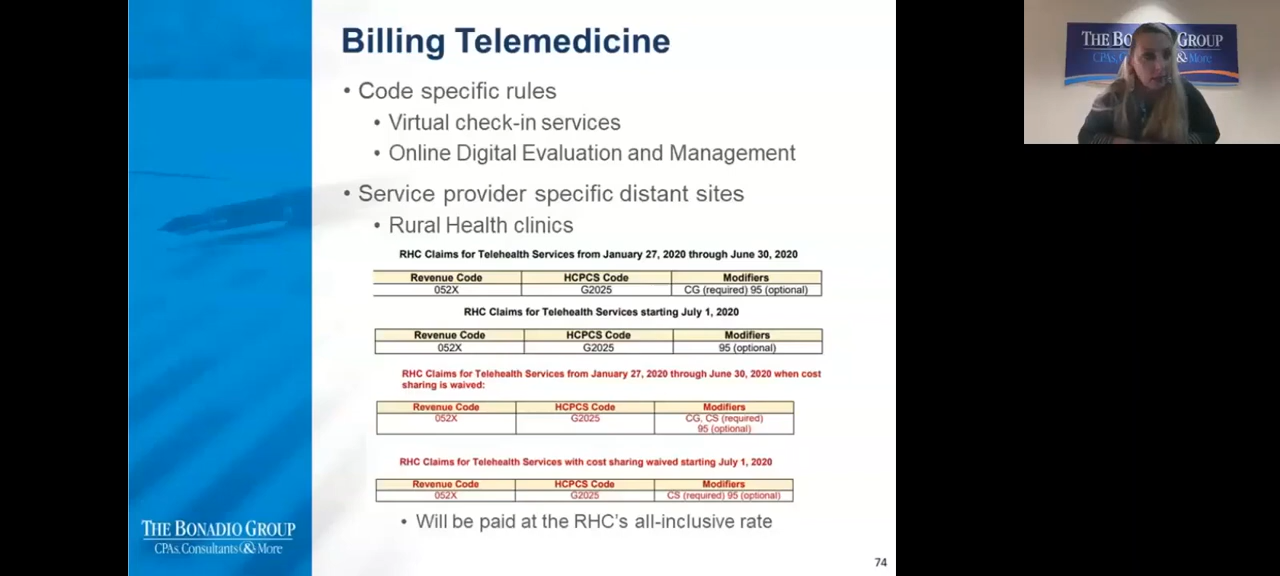 Billing Telemedicine
• Code specific rules
• Virtual check-in services
• Online Digital Evaluation and Management
• Service provider specific distant sites
• Rural Health clinics
RHC Claims for Telehealth Services from January 27, 2020 through June 30, 2020
Revenue Code HCPCS Code Modifiers
052X G2025 CG (required) 95 (optional)
RHC Claims for Telehealth Services starting July 1, 2020
Revenue Code HCPCS Code Modifiers
052X G2025 95 (optional)
RHC Claims for Telehealth Services from January 27, 2020 through June 30, 2020 when cost
sharing is waived:
Revenue Code HCPCS Code Modifiers
052X G2025 CG, CS (required)
95 (optional)
RHC Claims for Telehealth Services with cost sharing waived starting July 1, 2020
Revenue Code HCPCS Code Modifiers
052X G2025 CS (required) 95 (optional)
• Will be paid at the RHC's all-inclusive rate
THE BONADIO GROUP
CPAs, Consultants & More
74
THE BO GROUP
CPAs, & More